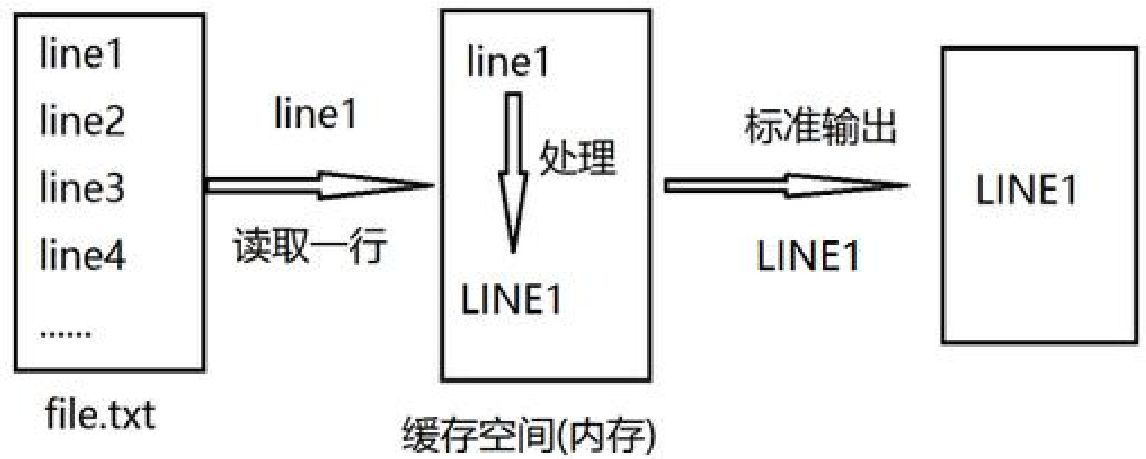 line1
line2
line3
line4
......
file.txt
line1
读取一行
line1
处理
LINE1
缓存空间(内存)
标准输出
LINE1
LINE1